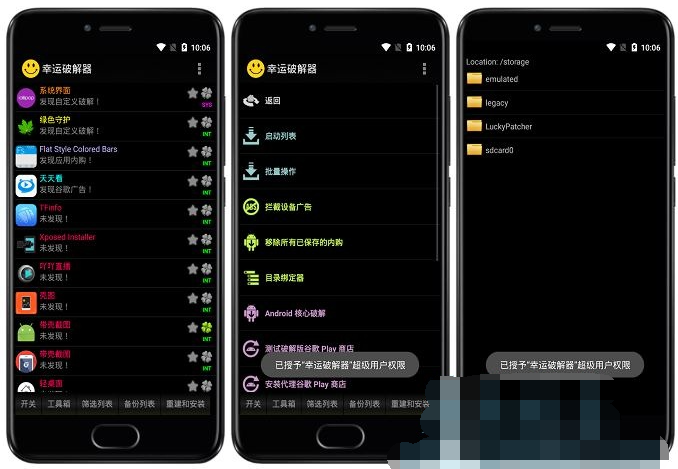 10:06
幸运破解器
系统界面
发现自定义破解！
SYS
绿色守护
发现自定义破解！
INT
Flat Style Colored Bars
发现应用内购！
INT
天天看
发现谷歌广告！
INT
TFinfo
未发现！
INT
Xposed Installer
未发现！
INT
吖吖直播
未发现！
INT
壳图
未发现！
INT
带壳截图
未发现！
INT
带壳截图
未发现！
INT
轻桌面
开关
工具箱
筛选列表
备份列表
重建和安装
10:06
幸运破解器
返回
启动列表
批量操作
拦截设备广告
移除所有已保存的内购
目录绑定器
Android 核心破解
测试破解版谷歌 Play 商店
已授予“幸运破解器”超级用户权限
安装代理谷歌 Play 商店
开关
工具箱
筛选列表
备份列表
重建和安装
10:06
Location: /storage
emulated
legacy
LuckyPatcher
sdcard0
已授予“幸运破解器”超级用户权限